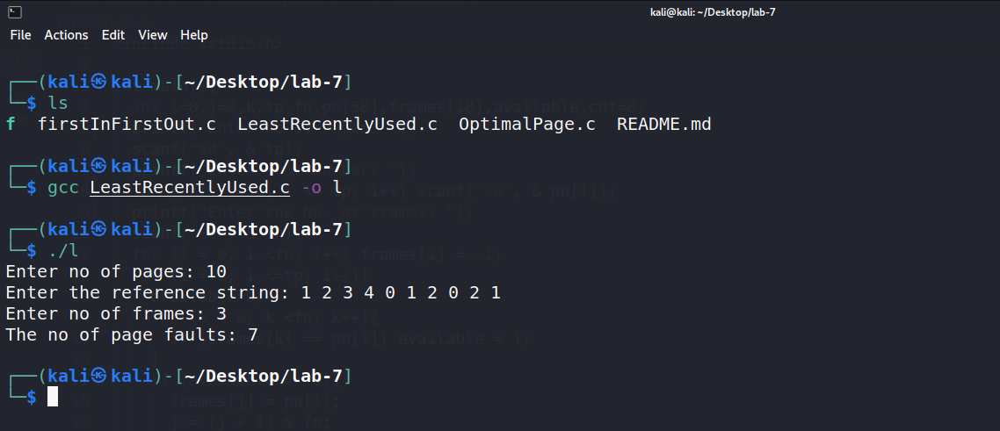 kali@kali: ~/Desktop/lab-7
File Actions Edit View Help
┌──(kali㉿kali)-[~/Desktop/lab-7]
└─$ ls
f firstInFirstOut.c LeastRecentlyUsed.c OptimalPage.c README.md
┌──(kali㉿kali)-[~/Desktop/lab-7]
└─$ gcc LeastRecentlyUsed.c -o l
┌──(kali㉿kali)-[~/Desktop/lab-7]
└─$ ./l
Enter no of pages: 10
Enter the reference string: 1 2 3 4 0 1 2 0 2 1
Enter no of frames: 3
The no of page faults: 7
┌──(kali㉿kali)-[~/Desktop/lab-7]
└─$